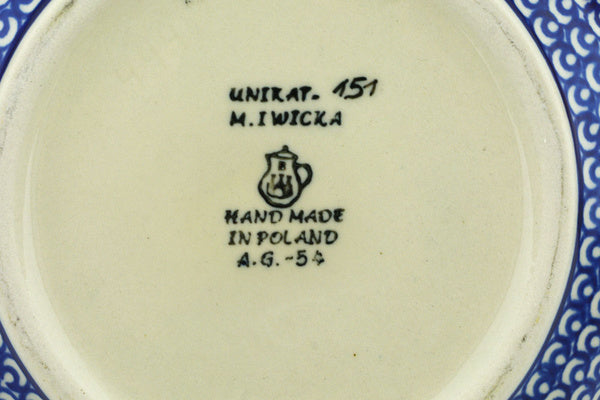 UNIKAT- 151
M. IWICKA
HAND MADE
IN POLAND
A.G.-54